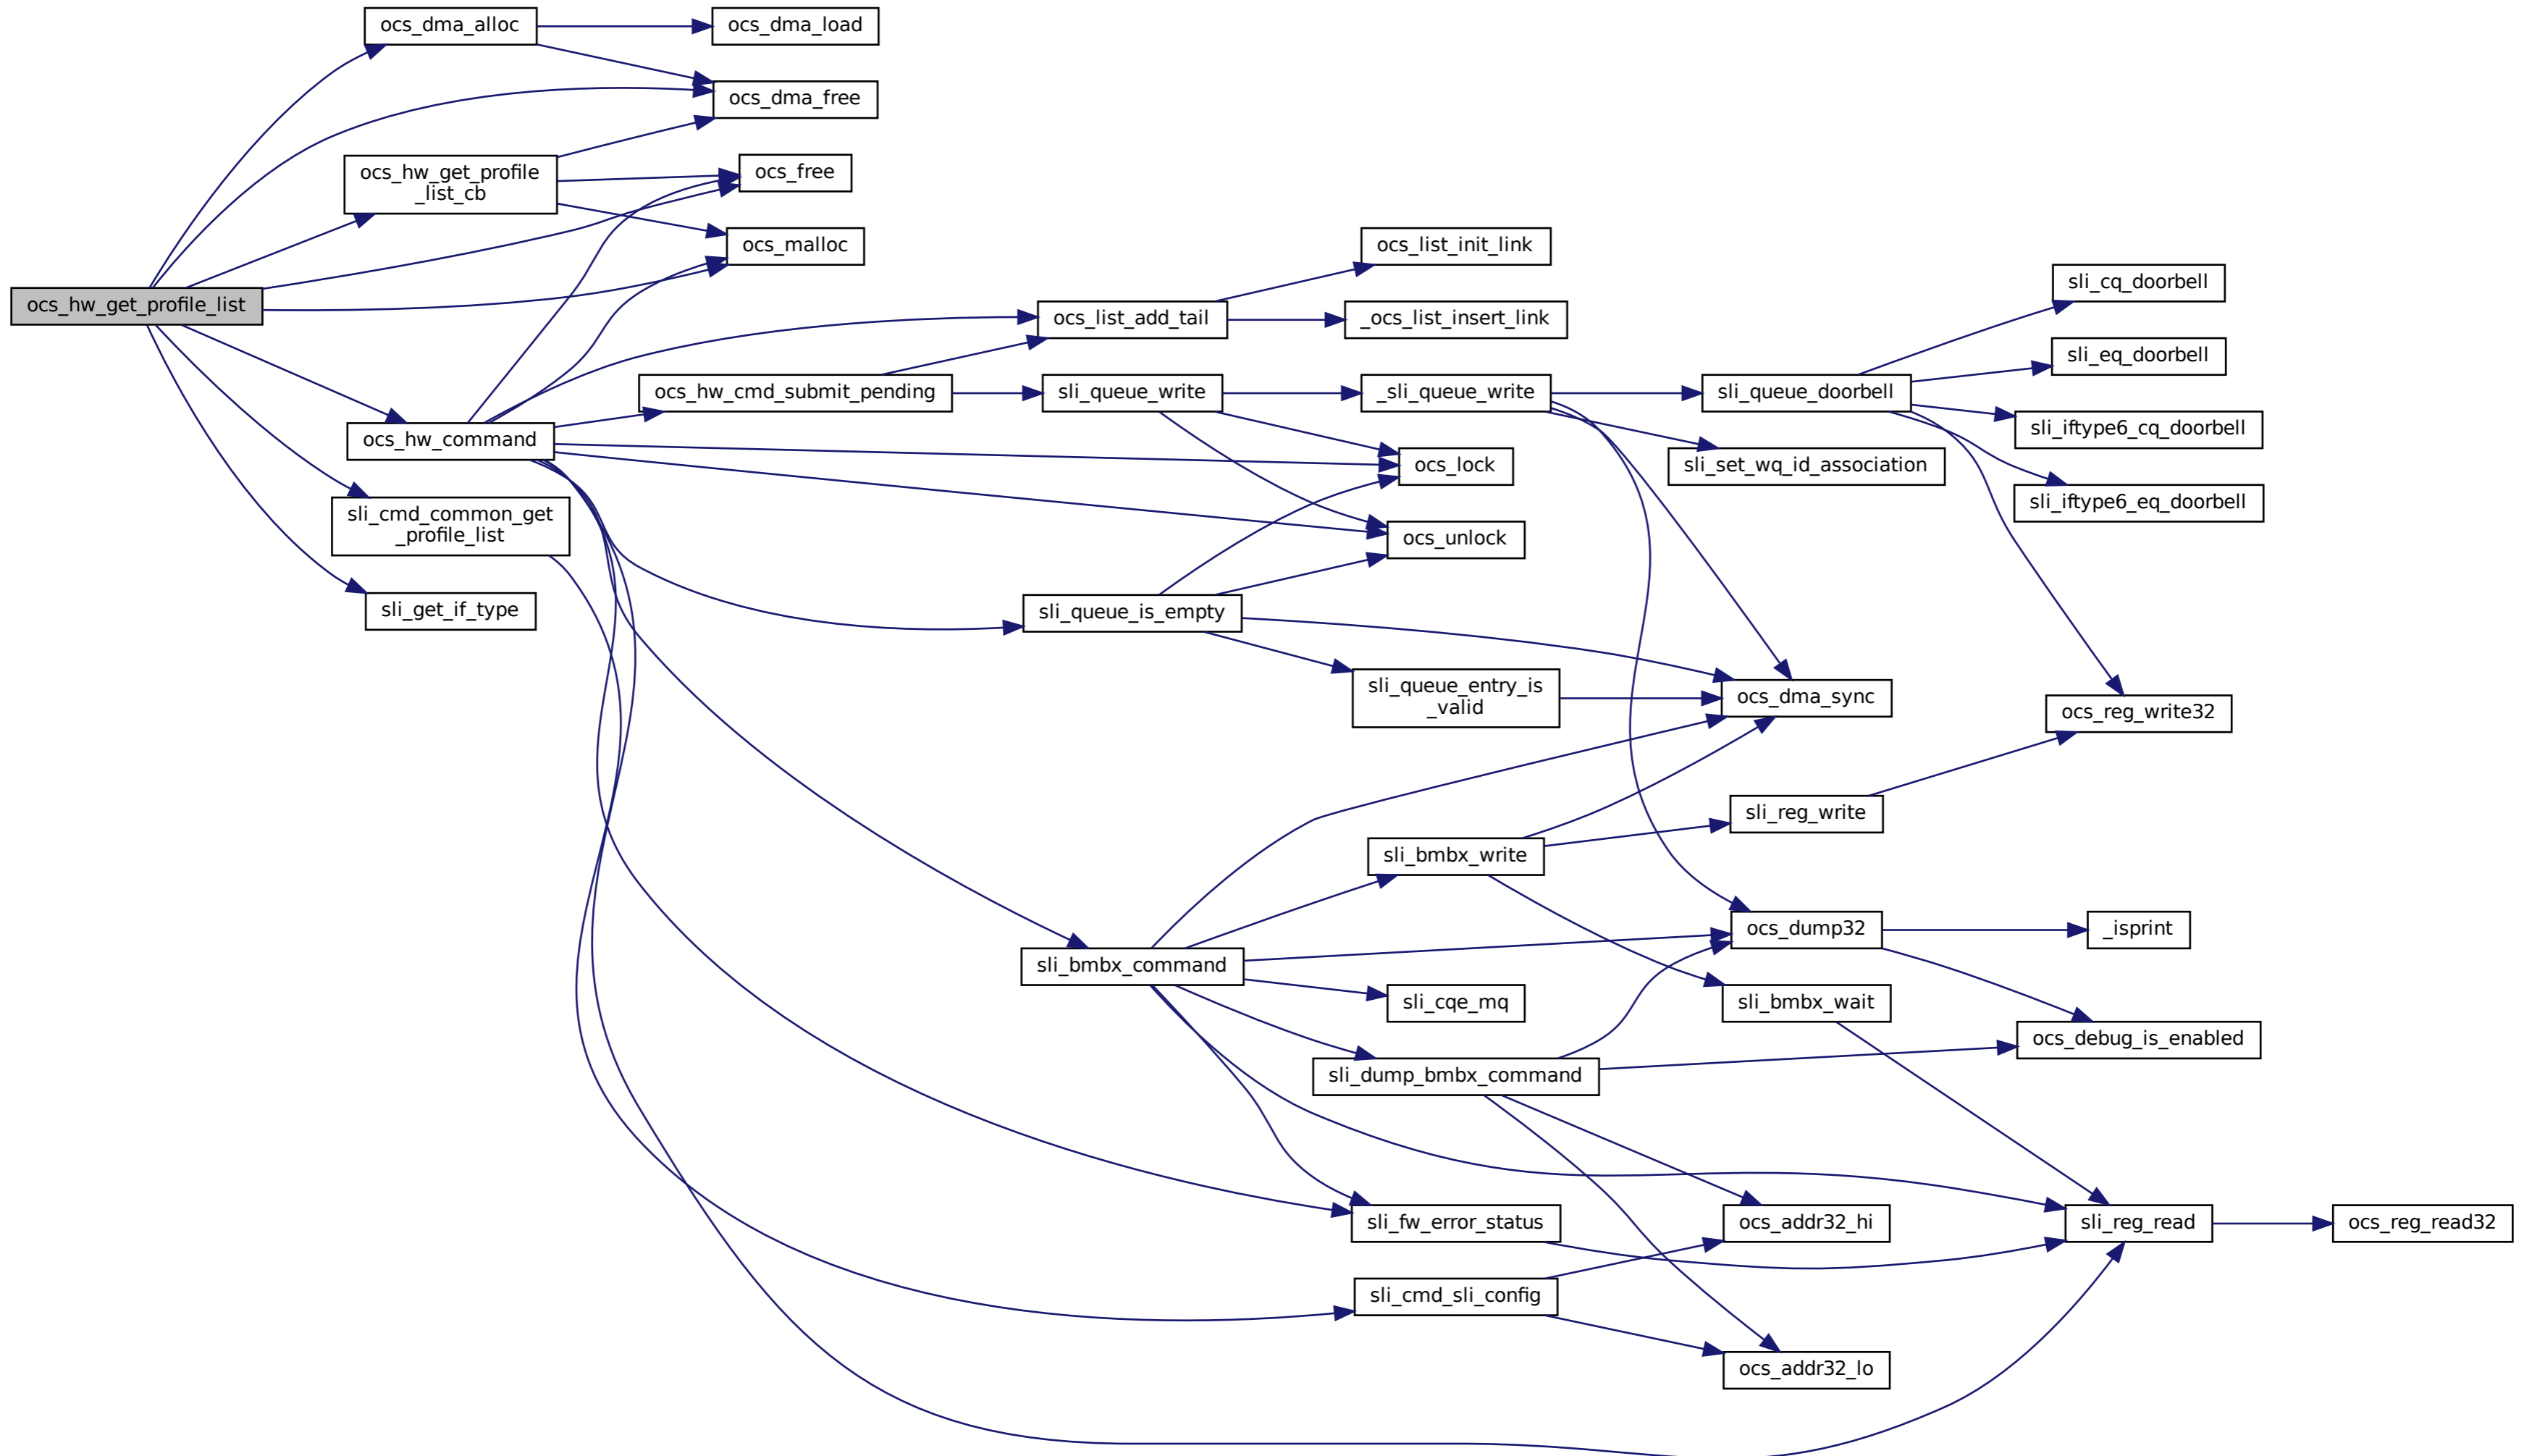 ocs_hw_get_profile_list
ocs_dma_alloc
ocs_dma_load
ocs_dma_free
ocs_hw_get_profile
_list_cb
ocs_free
ocs_malloc
ocs_hw_command
sli_cmd_common_get
_profile_list
sli_get_if_type
ocs_hw_cmd_submit_pending
ocs_list_add_tail
ocs_list_init_link
_ocs_list_insert_link
sli_queue_write
_sli_queue_write
ocs_lock
ocs_unlock
sli_queue_is_empty
sli_queue_entry_is
_valid
sli_queue_doorbell
sli_set_wq_id_association
sli_cq_doorbell
sli_eq_doorbell
sli_iftype6_cq_doorbell
sli_iftype6_eq_doorbell
ocs_dma_sync
ocs_reg_write32
sli_reg_write
sli_bmbx_write
sli_bmbx_command
ocs_dump32
_isprint
sli_cqe_mq
sli_bmbx_wait
ocs_debug_is_enabled
sli_dump_bmbx_command
sli_fw_error_status
ocs_addr32_hi
sli_reg_read
ocs_reg_read32
sli_cmd_sli_config
ocs_addr32_lo